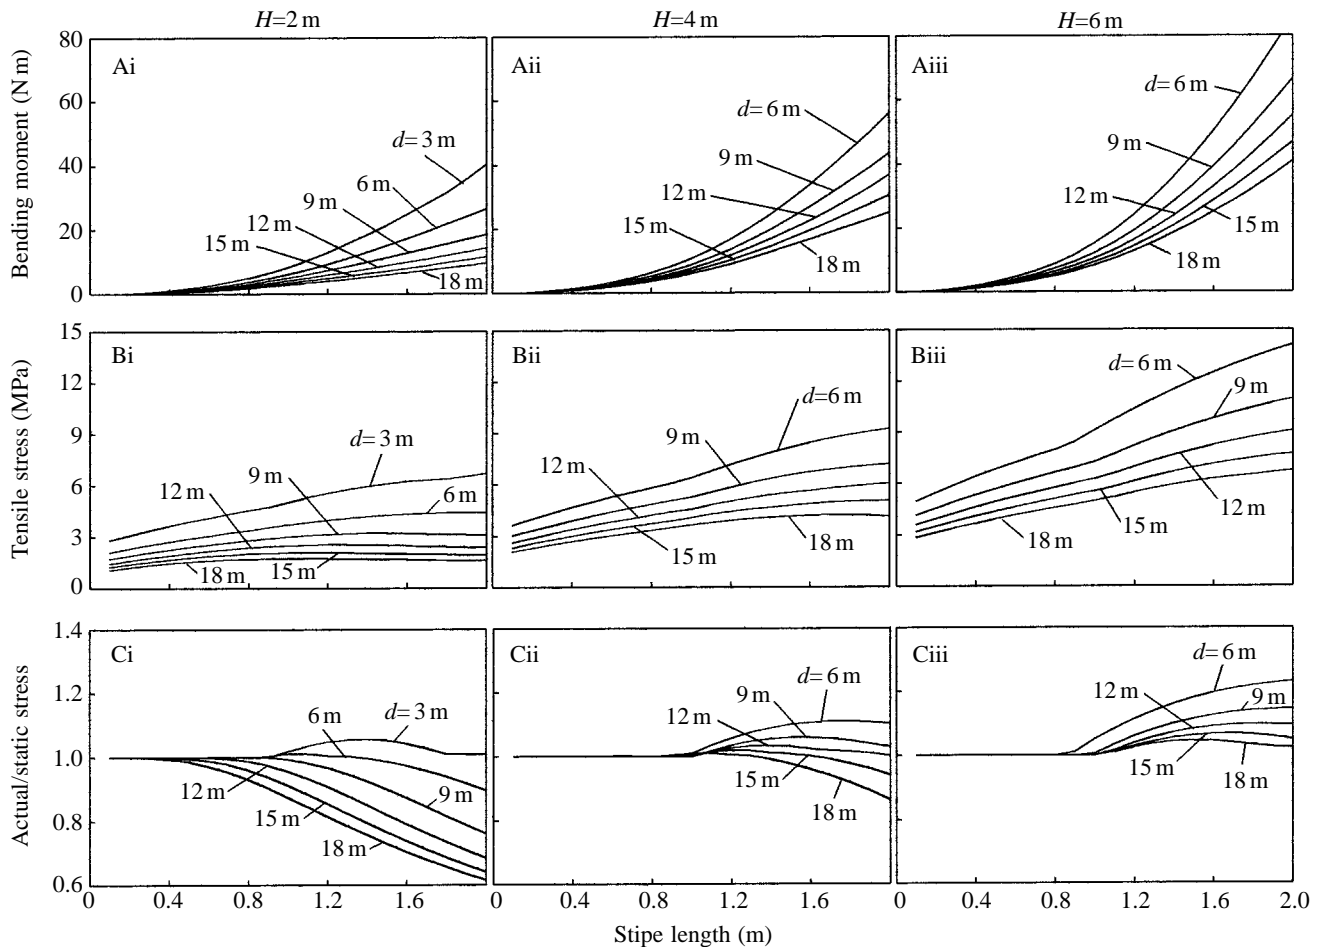 H=2 m H=4 m H=6 m
Bending moment (N m)
80
60
40
20
0
Ai
d=3 m
6 m
9 m
12 m
15 m
18 m
Aii
d=6 m
9 m
12 m
15 m
18 m
Aiii
d=6 m
9 m
12 m
15 m
18 m
Tensile stress (MPa)
15
12
9
6
3
0
Bi
d=3 m
9 m
12 m
6 m
18 m
15 m
Bii
d=6 m
9 m
12 m
15 m
18 m
Biii
d=6 m
9 m
12 m
15 m
18 m
Actual/static stress
1.4
1.2
1.0
0.8
0.6
Ci
6 m
d=3 m
12 m
9 m
15 m
18 m
Cii
d=6 m
9 m
12 m
15 m
18 m
Ciii
d=6 m
12 m
9 m
15 m
18 m
0 0.4 0.8 1.2 1.6 0 0.4 0.8 1.2 1.6 0 0.4 0.8 1.2 1.6 2.0
Stipe length (m)